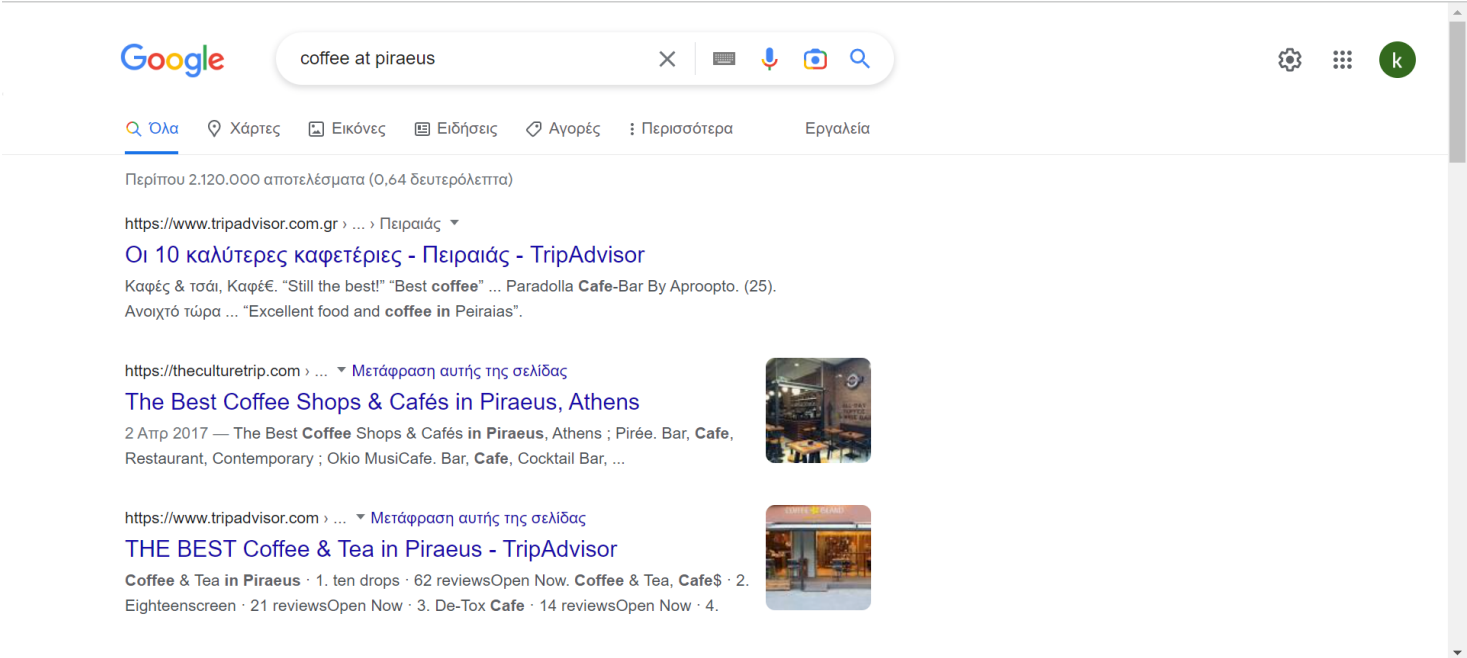 Google
coffee at piraeus
k
Όλα Χάρτες Εικόνες Ειδήσεις Αγορές Περισσότερα Εργαλεία
Περίπου 2.120.000 αποτελέσματα (0,64 δευτερόλεπτα)
https://www.tripadvisor.com.gr › ... › Πειραιάς
Οι 10 καλύτερες καφετέριες - Πειραιάς - TripAdvisor
Καφές & τσάι, Καφέ€. “Still the best!” “Best coffee” ... Paradolla Cafe-Bar By Aproopto. (25).
Ανοιχτό τώρα ... “Excellent food and coffee in Peiraias”.
https://theculturetrip.com › ... Μετάφραση αυτής της σελίδας
The Best Coffee Shops & Cafés in Piraeus, Athens
2 Απρ 2017 — The Best Coffee Shops & Cafés in Piraeus, Athens ; Pirée. Bar, Cafe,
Restaurant, Contemporary ; Okio MusiCafe. Bar, Cafe, Cocktail Bar, ...
https://www.tripadvisor.com › ... Μετάφραση αυτής της σελίδας
THE BEST Coffee & Tea in Piraeus - TripAdvisor
Coffee & Tea in Piraeus · 1. ten drops · 62 reviewsOpen Now. Coffee & Tea, Cafe$ · 2.
Eighteenscreen · 21 reviewsOpen Now · 3. De-Tox Cafe · 14 reviewsOpen Now · 4.
COFFEE ISLAND